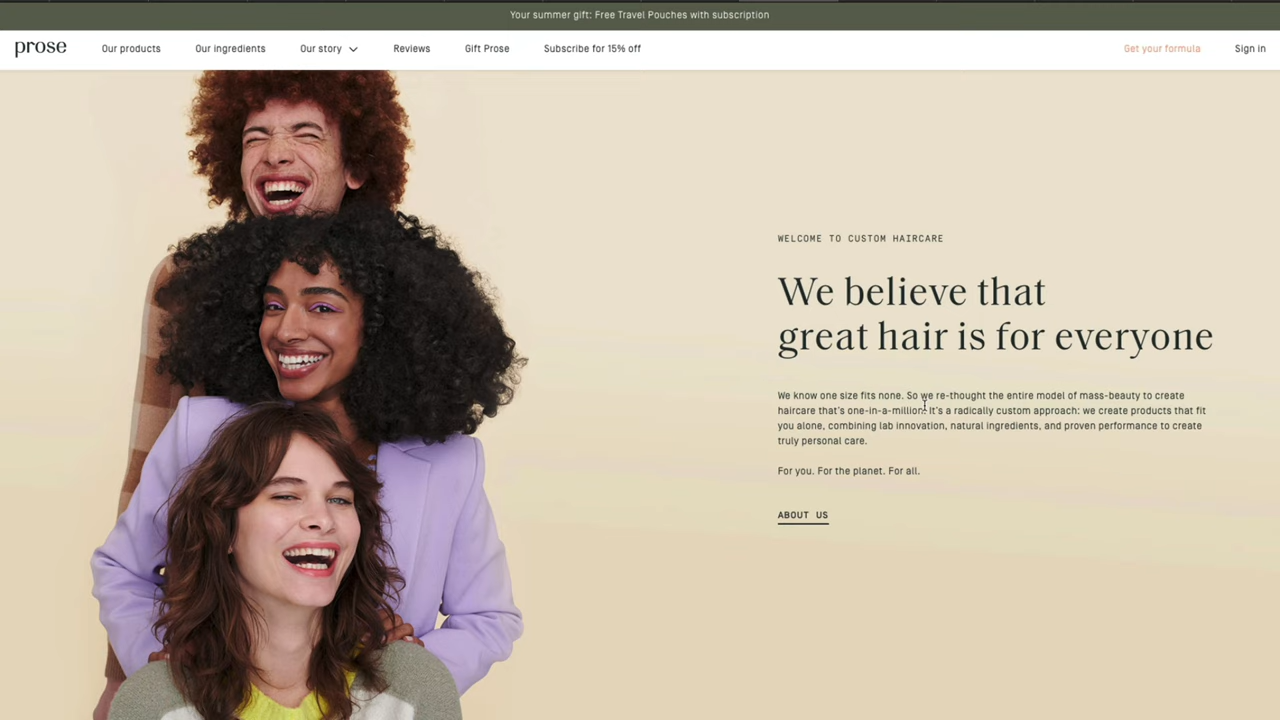 Your summer gift: Free Travel Pouches with subscription
prose
Our products
Our ingredients
Our story
Reviews
Gift Prose
Subscribe for 15% off
Get your formula
Sign in
WELCOME TO CUSTOM HAIRCARE
We believe that
great hair is for everyone
We know one size fits none. So we re-thought the entire model of mass-beauty to create
haircare that's one-in-a-million. It's a radically custom approach: we create products that fit
you alone, combining lab innovation, natural ingredients, and proven performance to create
truly personal care.
For you. For the planet. For all.
ABOUT US